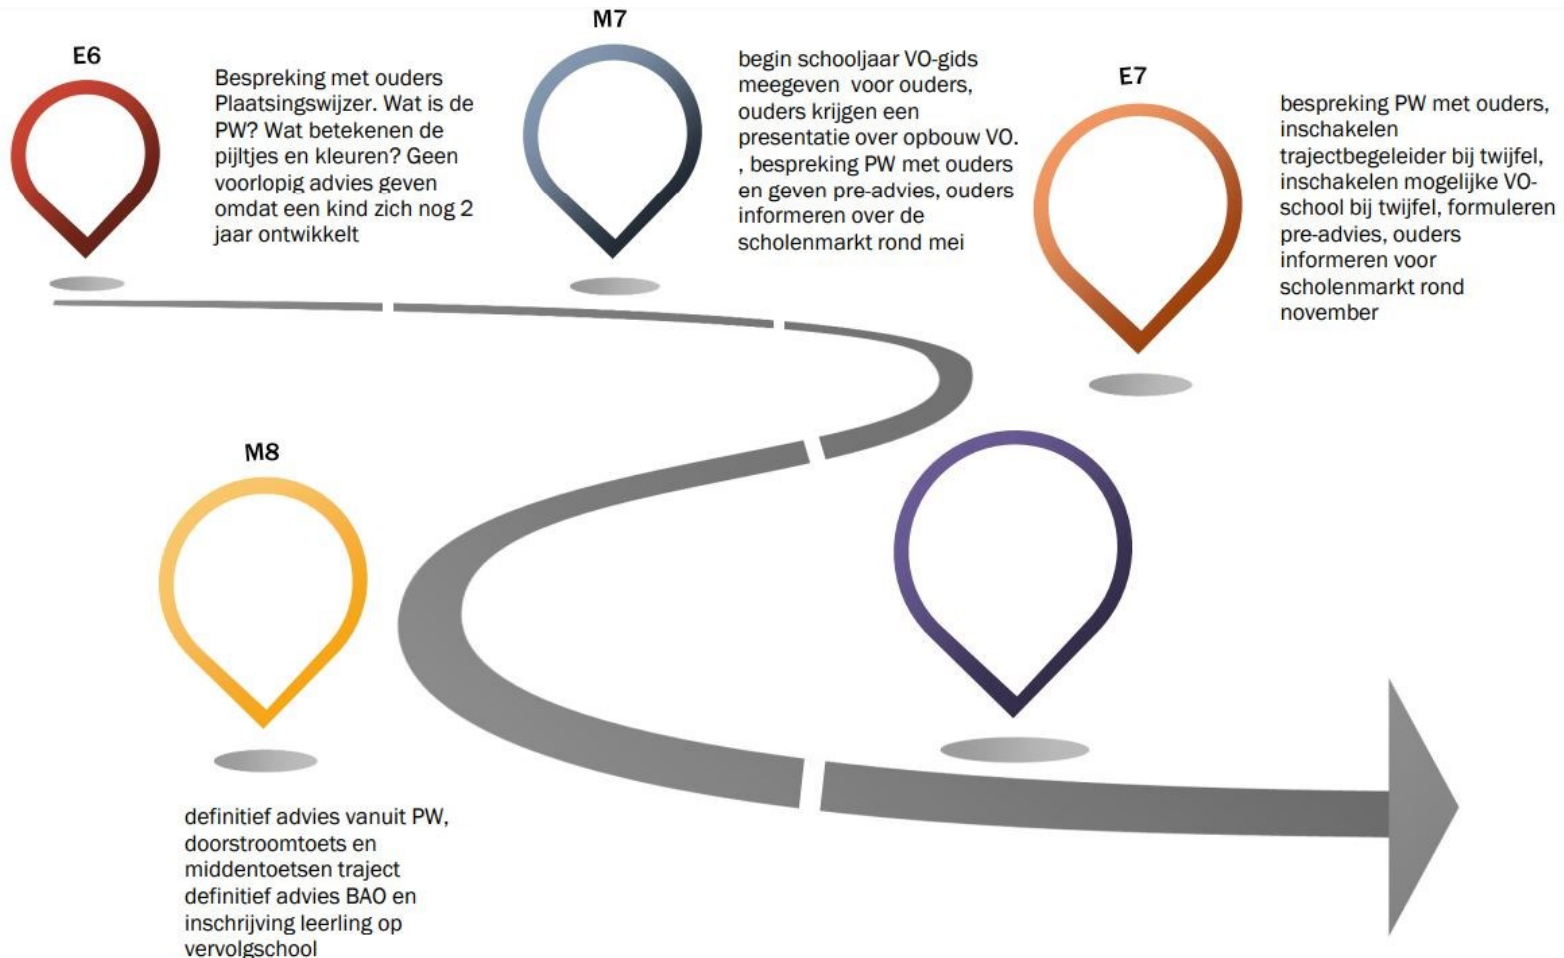 E6
Bespreking met ouders
Plaatsingswijzer. Wat is de
PW? Wat betekenen de
pijltjes en kleuren? Geen
voorlopig advies geven
omdat een kind zich nog 2
jaar ontwikkelt
M7
begin schooljaar VO-gids
meegeven  voor ouders,
ouders krijgen een
presentatie over opbouw VO.
, bespreking PW met ouders
en geven pre-advies, ouders
informeren over de
scholenmarkt rond mei
E7
bespreking PW met ouders,
inschakelen
trajectbegeleider bij twijfel,
inschakelen mogelijke VO-
school bij twijfel, formuleren
pre-advies, ouders
informeren voor
scholenmarkt rond
november
M8
definitief advies vanuit PW,
doorstroomtoets en
middentoetsen traject
definitief advies BAO en
inschrijving leerling op
vervolgschool